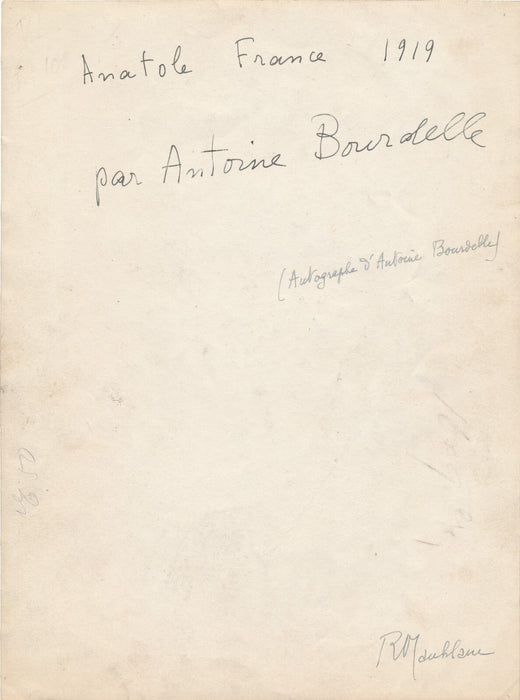 Anatole France 1919
par Antoine Bourdelle
(Autographe d'Antoine Bourdelle)